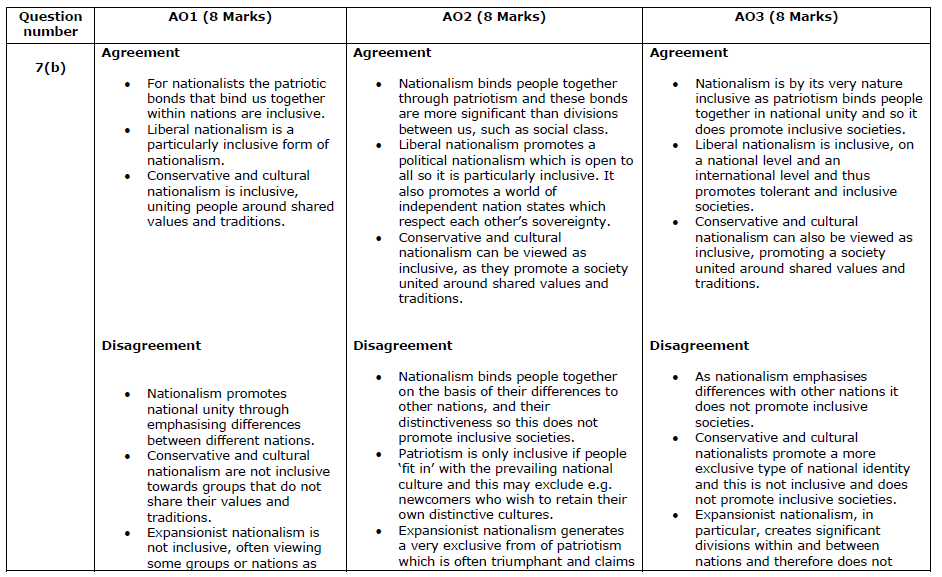 Question
number
AO1 (8 Marks)
AO2 (8 Marks)
AO3 (8 Marks)
7(b)
Agreement
• For nationalists the patriotic
bonds that bind us together
within nations are inclusive.
• Liberal nationalism is a
particularly inclusive form of
nationalism.
• Conservative and cultural
nationalism is inclusive,
uniting people around shared
values and traditions.
Disagreement
• Nationalism promotes
national unity through
emphasising differences
between different nations.
• Conservative and cultural
nationalism are not inclusive
towards groups that do not
share their values and
traditions.
• Expansionist nationalism is
not inclusive, often viewing
some groups or nations as
Agreement
• Nationalism binds people together
through patriotism and these bonds
are more significant than divisions
between us, such as social class.
• Liberal nationalism promotes a
political nationalism which is open to
all so it is particularly inclusive. It
also promotes a world of
independent nation states which
respect each other’s sovereignty.
• Conservative and cultural
nationalism can be viewed as
inclusive, as they promote a society
united around shared values and
traditions.
Disagreement
• Nationalism binds people together
on the basis of their differences to
other nations, and their
distinctiveness so this does not
promote inclusive societies.
• Patriotism is only inclusive if people
‘fit in’ with the prevailing national
culture and this may exclude e.g.
newcomers who wish to retain their
own distinctive cultures.
• Expansionist nationalism generates
a very exclusive from of patriotism
which is often triumphant and claims
Agreement
• Nationalism is by its very nature
inclusive as patriotism binds people
together in national unity and so it
does promote inclusive societies.
• Liberal nationalism is inclusive, on
a national level and an
international level and thus
promotes tolerant and inclusive
societies.
• Conservative and cultural
nationalism can also be viewed as
inclusive, promoting a society
united around shared values and
traditions.
Disagreement
• As nationalism emphasises
differences with other nations it
does not promote inclusive
societies.
• Conservative and cultural
nationalists promote a more
exclusive type of national identity
and this is not inclusive and does
not promote inclusive societies.
• Expansionist nationalism, in
particular, creates significant
divisions within and between
nations and therefore does not